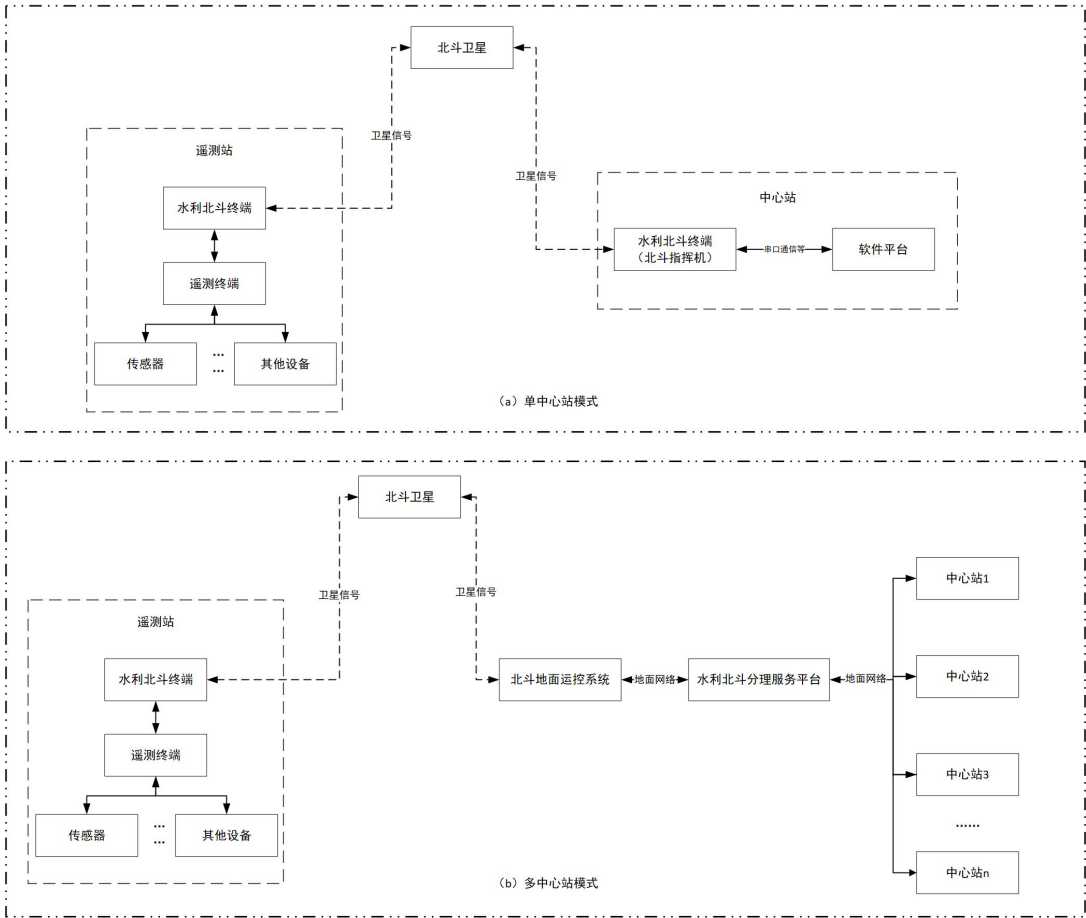 北斗卫星
卫星信号
卫星信号
遥测站
水利北斗终端
遥测终端
传感器
...
...
其他设备
中心站
水利北斗终端
（北斗指挥机）
串口通信等
软件平台
（a）单中心站模式
北斗卫星
卫星信号
卫星信号
遥测站
水利北斗终端
遥测终端
传感器
...
...
其他设备
北斗地面运控系统
地面网络
水利北斗分理服务平台
地面网络
中心站1
中心站2
中心站3
......
中心站n
（b）多中心站模式